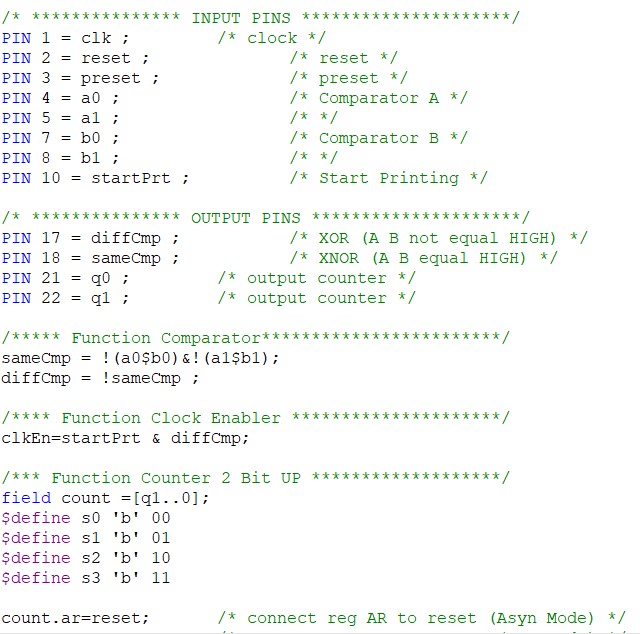 /* *************** INPUT PINS *********************/
PIN 1 = clk ; /* clock */
PIN 2 = reset ; /* reset */
PIN 3 = preset ; /* preset */
PIN 4 = a0 ; /* Comparator A */
PIN 5 = a1 ; /* */
PIN 7 = b0 ; /* Comparator B */
PIN 8 = b1 ; /* */
PIN 10 = startPrt ; /* Start Printing */
/* *************** OUTPUT PINS *********************/
PIN 17 = diffCmp ; /* XOR (A B not equal HIGH) */
PIN 18 = sameCmp ; /* XNOR (A B equal HIGH) */
PIN 21 = q0 ; /* output counter */
PIN 22 = q1 ; /* output counter */
/***** Function Comparator************************/
sameCmp = !(a0$b0)&!(a1$b1);
diffCmp = !sameCmp ;
/**** Function Clock Enabler *********************/
clkEn=startPrt & diffCmp;
/*** Function Counter 2 Bit UP *******************/
field count =[q1..0];
$define s0 'b' 00
$define s1 'b' 01
$define s2 'b' 10
$define s3 'b' 11
count.ar=reset; /* connect reg AR to reset (Asyn Mode) */